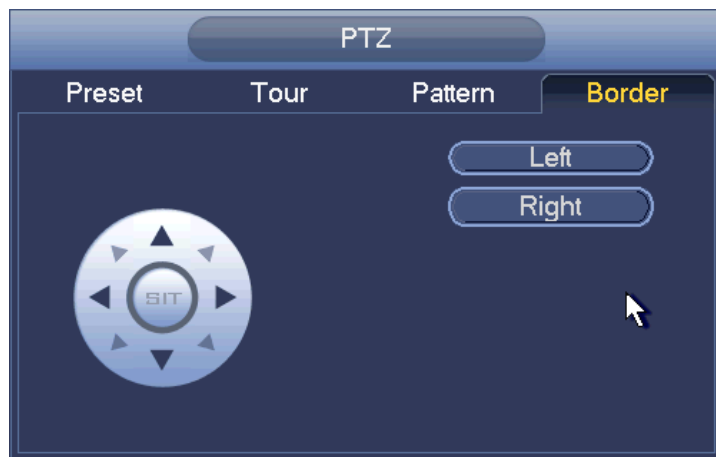 PTZ
Preset Tour Pattern Border
Left
Right
SIT